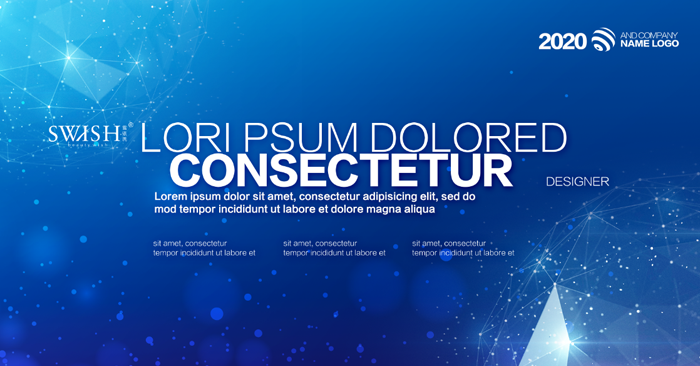 2020
AND COMPANY
NAME LOGO
SWISH
LORI PSUM DOLORED
CONSECTETUR
DESIGNER
Lorem ipsum dolor sit amet, consectetur adipisicing elit, sed do
mod tempor incididunt ut labore et dolore magna aliqua
sit amet, consectetur
tempor incididunt ut labore et
sit amet, consectetur
tempor incididunt ut labore et
sit amet, consectetur
tempor incididunt ut labore et